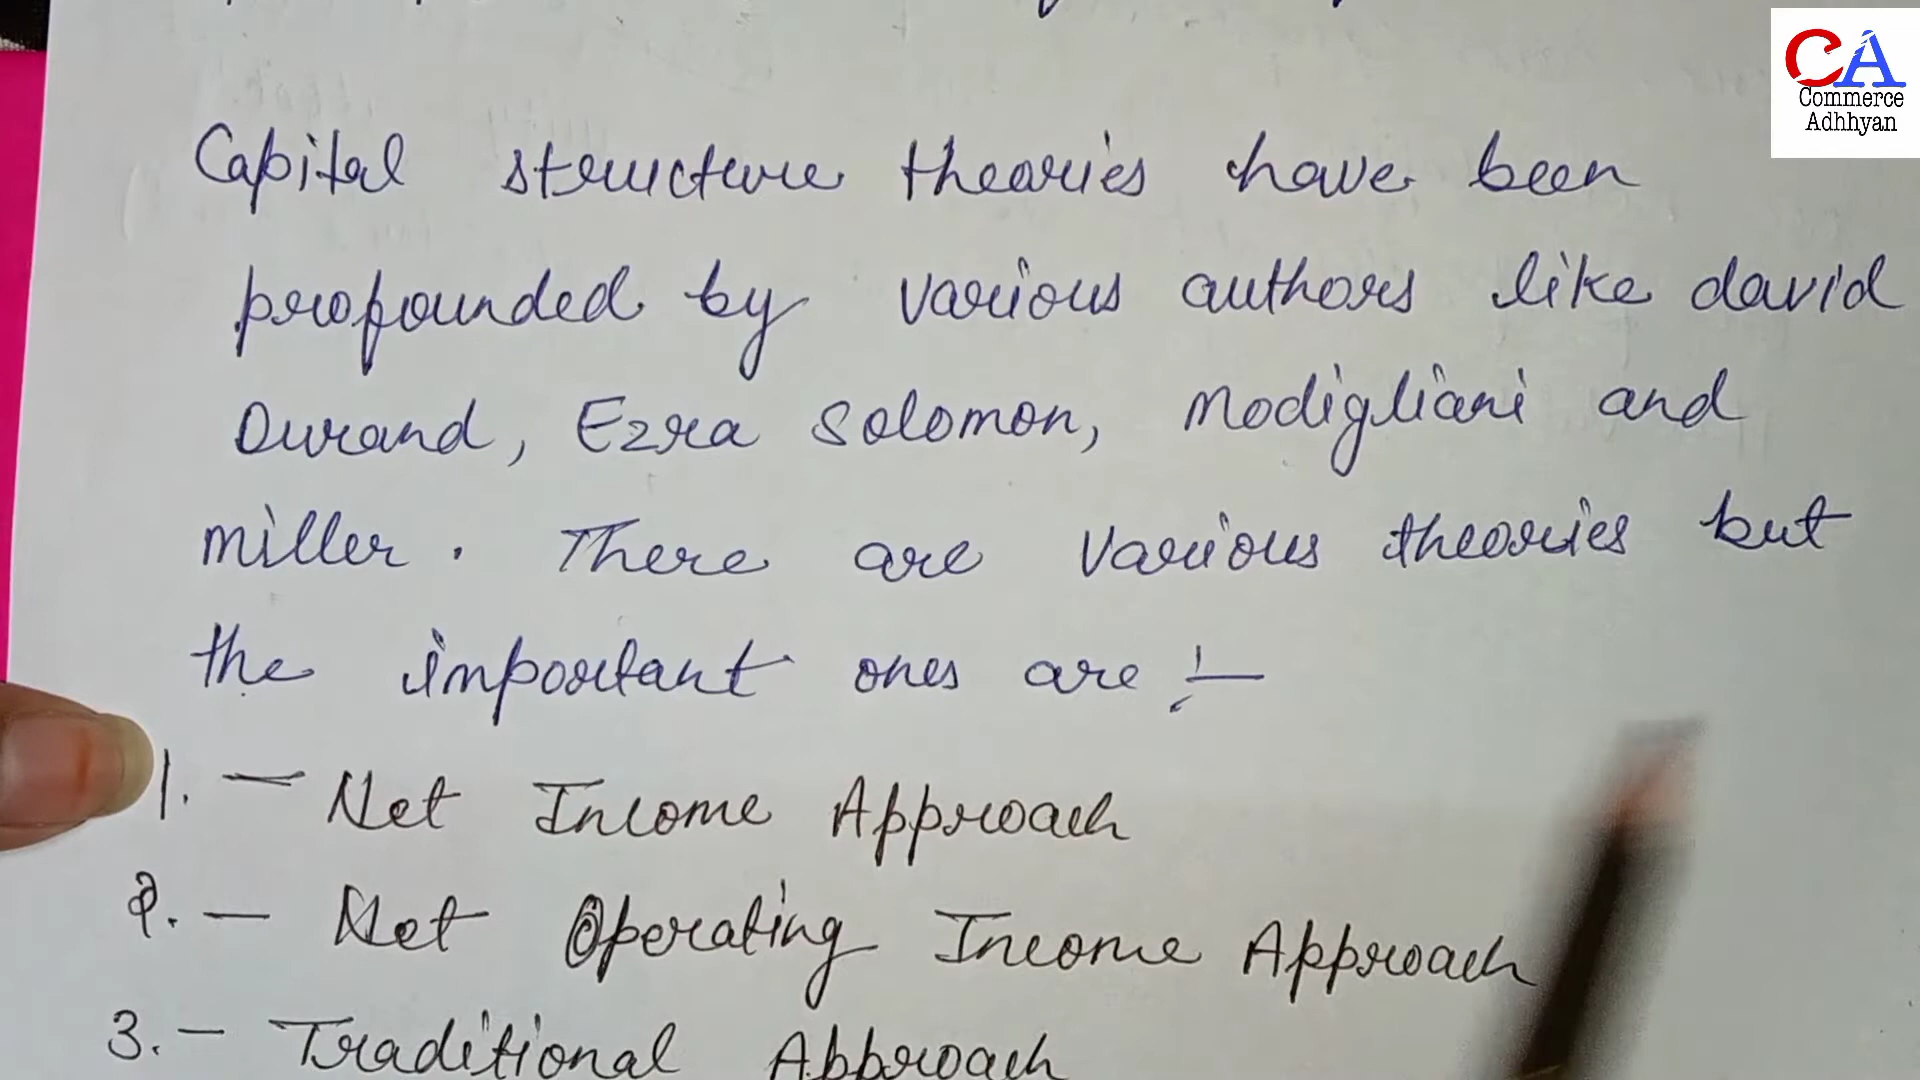 CA
Commerce
Adhhyan
Capital structure theories have been
profounded by various authors like david
Durand, Ezra Solomon, Modigliani and
miller. There are various theories but
the important ones are :-
1. - Net Income Approach
2. - Net Operating Income Approach
3. - Traditional Approach